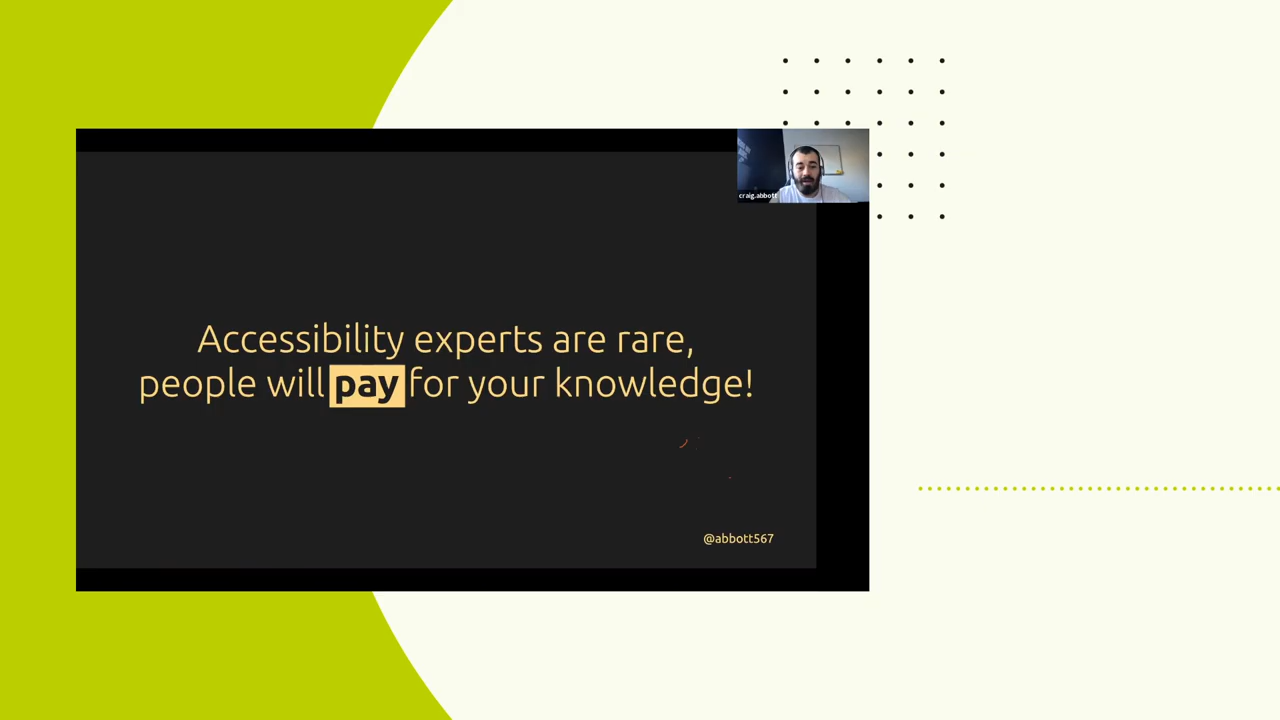 craig.abbott
Accessibility experts are rare,
people will pay for your knowledge!
@abbott567